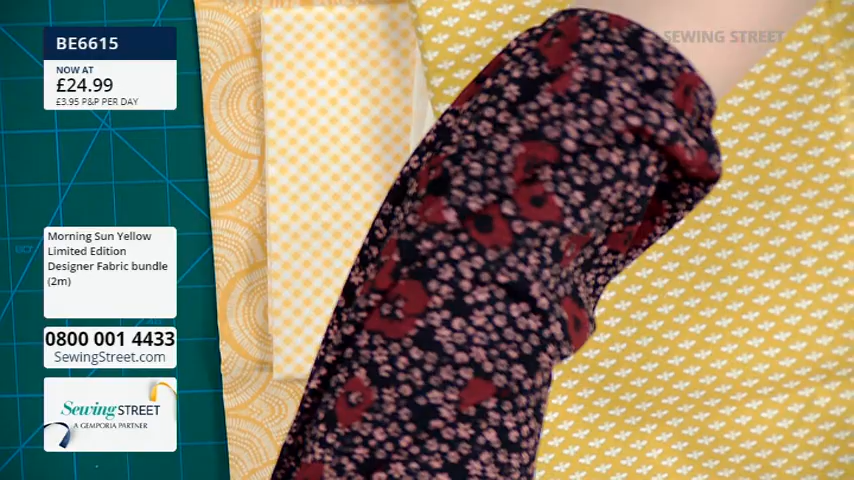 BE6615
NOW AT
£24.99
£3.95 P&P PER DAY
SEWING STREET
Morning Sun Yellow
Limited Edition
Designer Fabric bundle
(2m)
0800 001 4433
SewingStreet.com
Sewing STREET
A GEMPORIA PARTNER